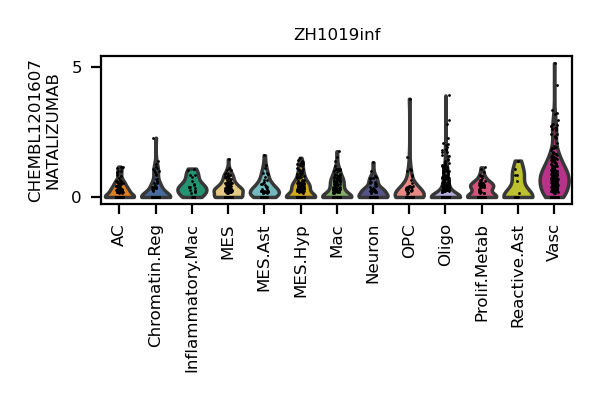 ZH1019inf
CHEMBL1201607
NATALIZUMAB
5
0
AC
Chromatin.Reg
Inflammatory.Mac
MES
MES.Ast
MES.Hyp
Mac
Neuron
OPC
Oligo
Prolif.Metab
Reactive.Ast
Vasc